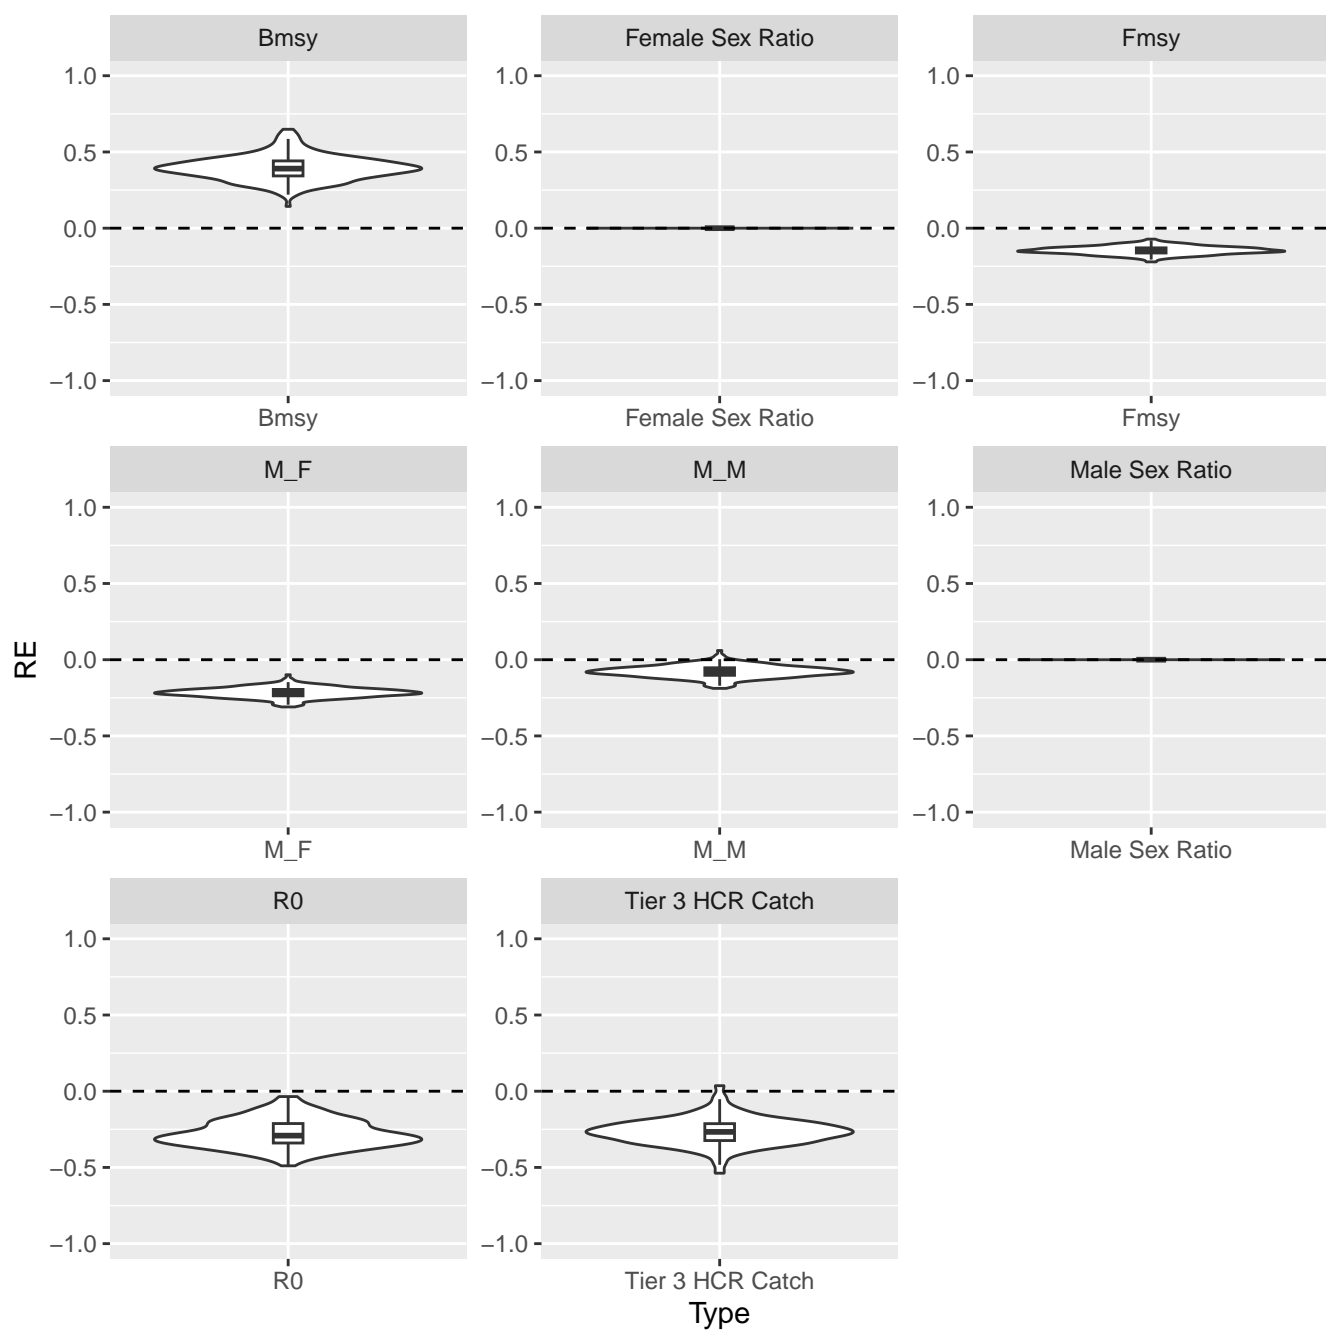 Bmsy Female Sex Ratio Fmsy
1.0 1.0 1.0
0.5 0.5 0.5
0.0 0.0 0.0
−0.5 −0.5 −0.5
−1.0 −1.0 −1.0
Bmsy Female Sex Ratio Fmsy
M_F M_M Male Sex Ratio
1.0 1.0 1.0
0.5 0.5 0.5
RE
0.0 0.0 0.0
−0.5 −0.5 −0.5
−1.0 −1.0 −1.0
M_F M_M Male Sex Ratio
R0 Tier 3 HCR Catch
1.0 1.0
0.5 0.5
0.0 0.0
−0.5 −0.5
−1.0 −1.0
R0 Tier 3 HCR Catch
Type